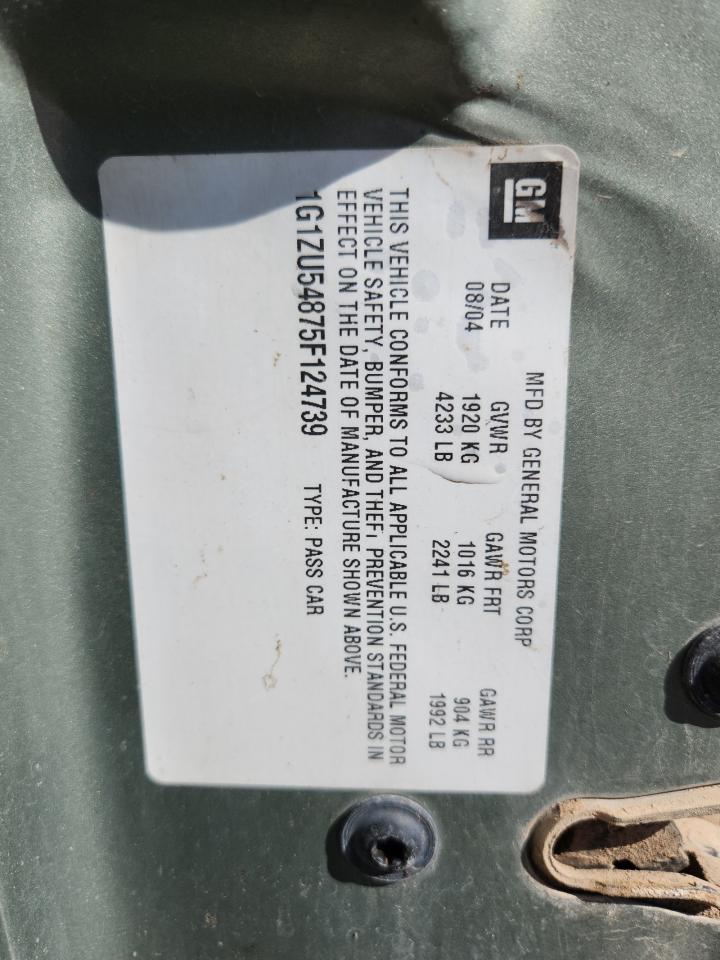 GM
MFD BY GENERAL MOTORS CORP
DATE GVWR GAWR FRT GAWR RR
08/04 1920 KG 1016 KG 904 KG
4233 LB 2241 LB 1992 LB
THIS VEHICLE CONFORMS TO ALL APPLICABLE U.S. FEDERAL MOTOR
VEHICLE SAFETY, BUMPER, AND THEFT PREVENTION STANDARDS IN
EFFECT ON THE DATE OF MANUFACTURE SHOWN ABOVE.
1G1ZU54875F124739 TYPE: PASS CAR